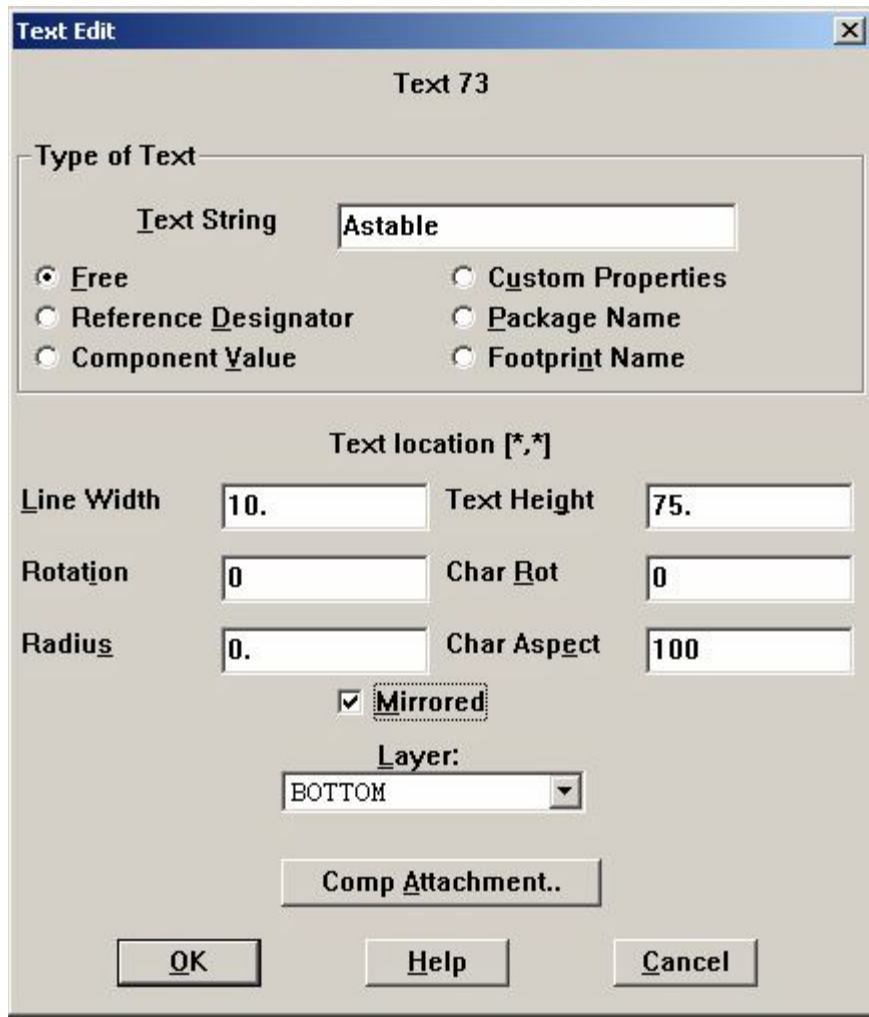 Text Edit
Text 73
Type of Text
Text String Astable
Free Custom Properties
Reference Designator Package Name
Component Value Footprint Name
Text location [*,*]
Line Width 10. Text Height 75.
Rotation 0 Char Rot 0
Radius 0. Char Aspect 100
Mirrored
Layer:
BOTTOM
Comp Attachment..
OK Help Cancel